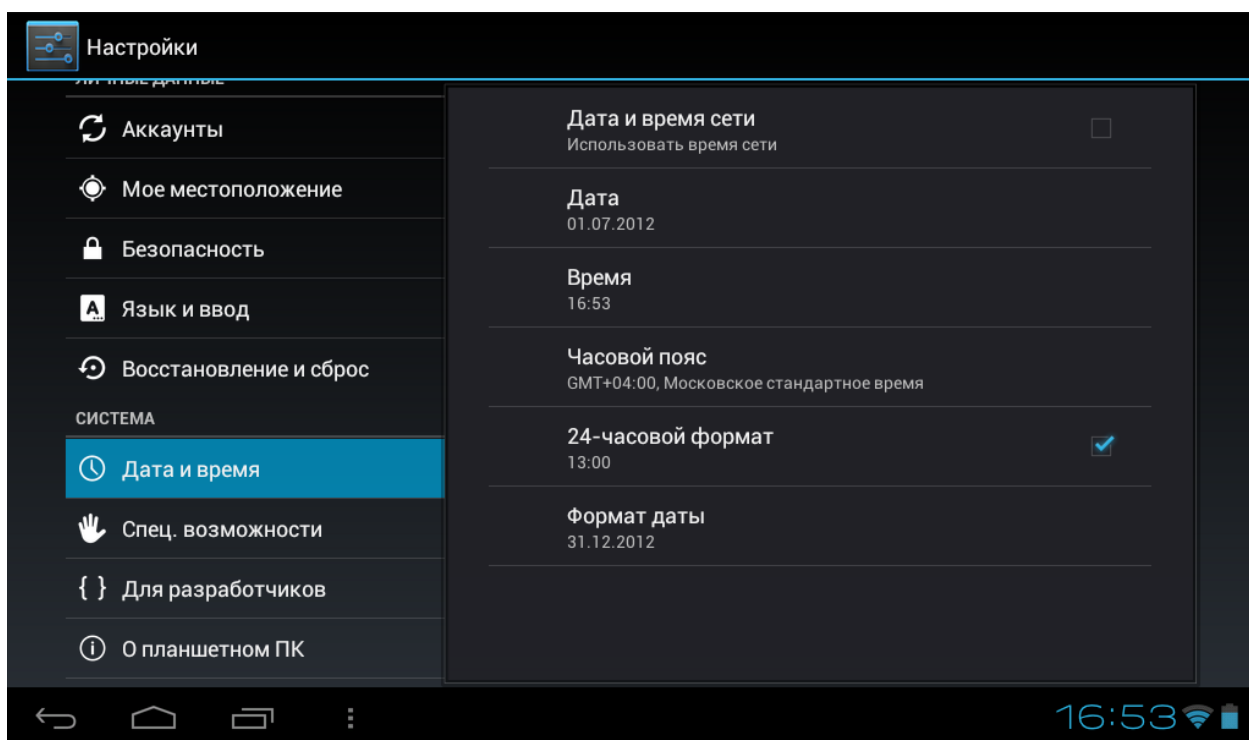 Настройки
ЛИЧНЫЕ ДАННЫЕ
Аккаунты
Мое местоположение
Безопасность
Язык и ввод
Восстановление и сброс
СИСТЕМА
Дата и время
Спец. возможности
{ } Для разработчиков
О планшетном ПК
Дата и время сети
Использовать время сети
Дата
01.07.2012
Время
16:53
Часовой пояс
GMT+04:00, Московское стандартное время
24-часовой формат
13:00
Формат даты
31.12.2012
16:53